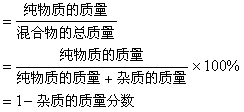 = 纯物质的质量 / 混合物的总质量
= 纯物质的质量 / 纯物质的质量 + 杂质的质量 × 100%
= 1- 杂质的质量分数